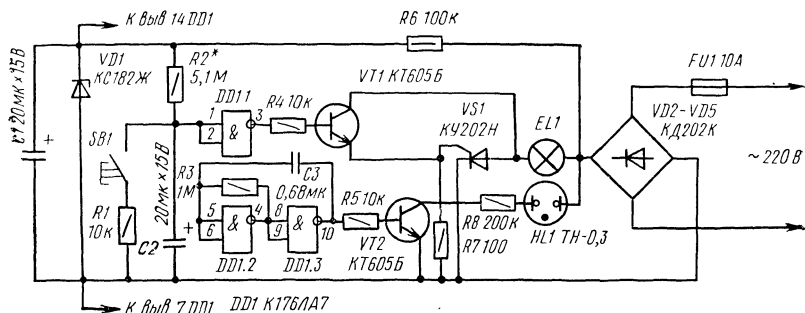 К выв 14 DD1
R6 100к
VD1
КС182Ж
R2*
5,1М
VT1 КТ605Б
FU1 10А
DD1.1
R4 10к
1
2
&
3
VS1
КУ202Н
EL1
VD2-VD5
КД202К
C1 20мк×15В
+
SB1
20мк×15В
~220В
R3
1М
C3
0,68мк
R1
10к
+
5
6
&
4
8
9
&
10
R5 10к
R8 200к
R7 100
HL1 ТН-0,3
C2
DD1.2
DD1.3
VT2
КТ605Б
К выв 7 DD1
DD1 К176ЛА7